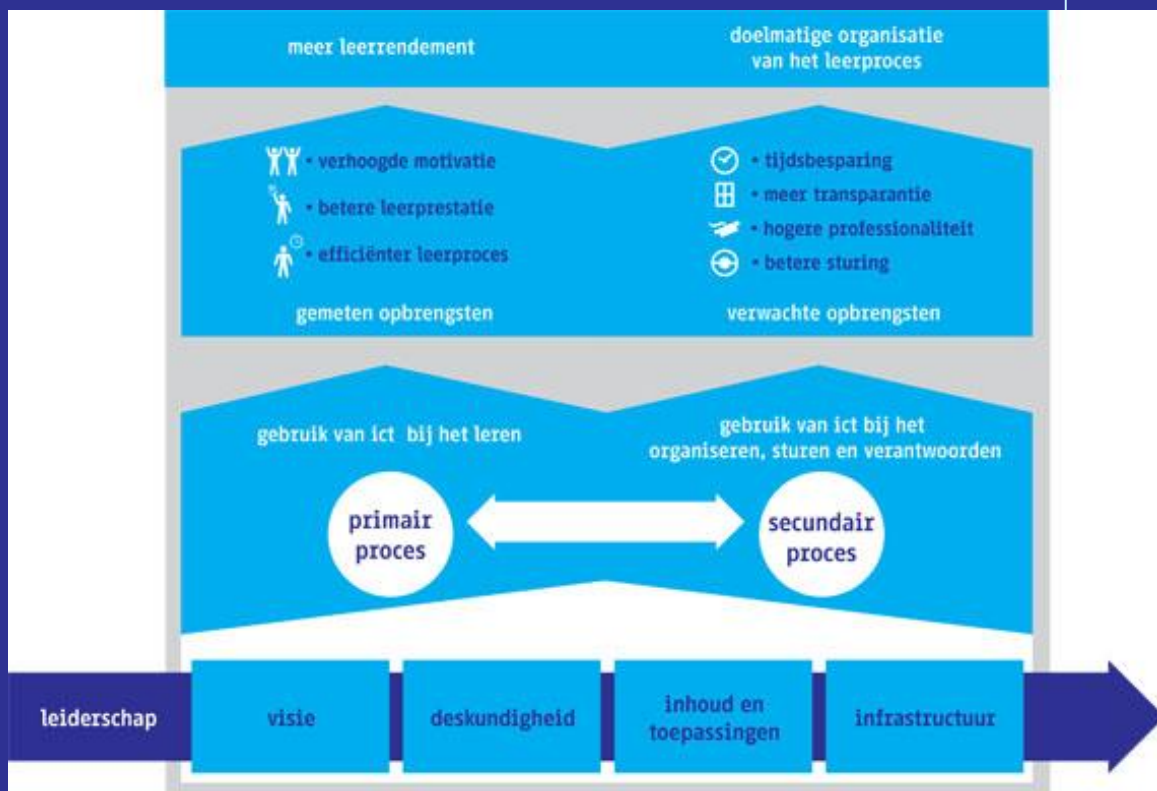 meer leerrendement
doelmatige organisatie
van het leerproces
• verhoogde motivatie
• betere leerprestatie
• efficiënter leerproces
gemeten opbrengsten
• tijdsbesparing
• meer transparantie
• hogere professionaliteit
• betere sturing
verwachte opbrengsten
gebruik van ict bij het leren
gebruik van ict bij het
organiseren, sturen en verantwoorden
primair
proces
secundair
proces
leiderschap
visie
deskundigheid
inhoud en
toepassingen
infrastructuur